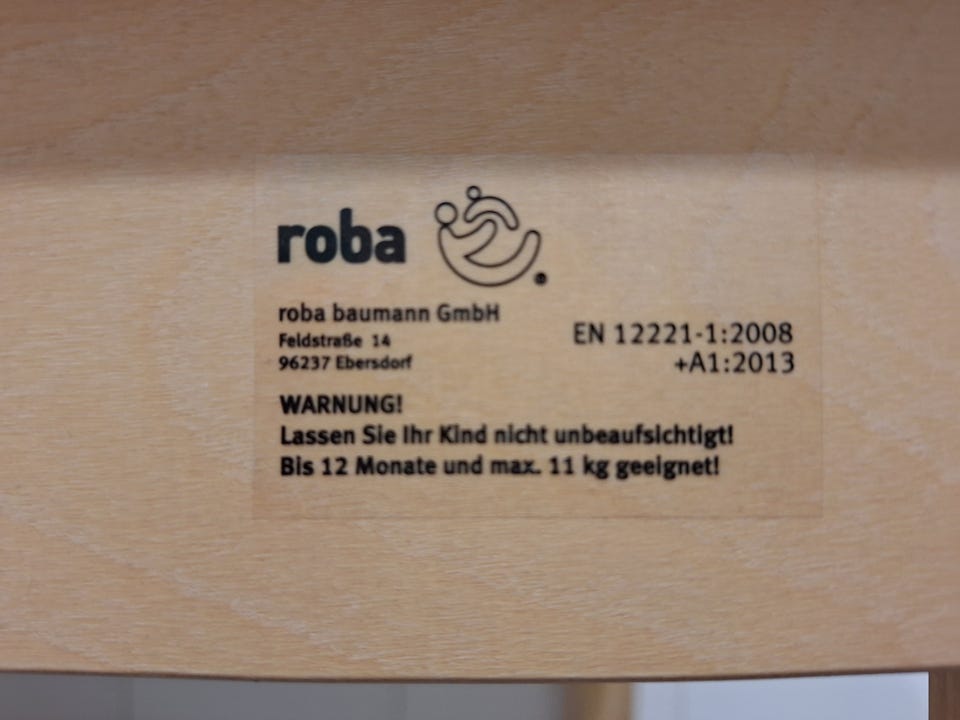 roba
roba baumann GmbH
Feldstraße 14
96237 Ebersdorf
EN 12221-1:2008
+A1:2013
WARNUNG!
Lassen Sie Ihr Kind nicht unbeaufsichtigt!
Bis 12 Monate und max. 11 kg geeignet!